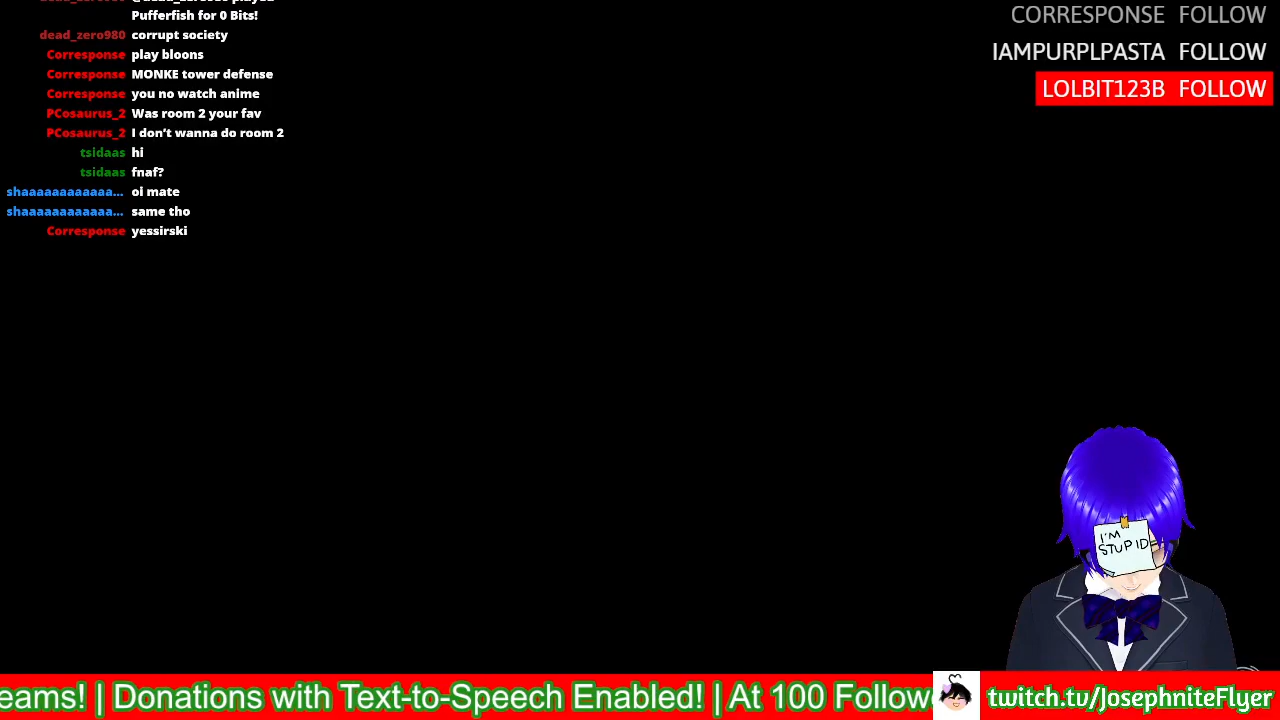 Pufferfish for 0 Bits!
dead_zero980 corrupt society
Corresponse play bloons
Corresponse MONKE tower defense
Corresponse you no watch anime
PCosaurus_2 Was room 2 your fav
PCosaurus_2 I don't wanna do room 2
tsidaas hi
tsidaas fnaf?
shaaaaaaaaaaaa... oi mate
shaaaaaaaaaaaa... same tho
Corresponse yessirski
CORRESPONSE FOLLOW
IAMPURPLPASTA FOLLOW
LOLBIT123B FOLLOW
I'M
STUPID
eams! | Donations with Text-to-Speech Enabled! | At 100 Follow
twitch.tv/JosephniteFlyer